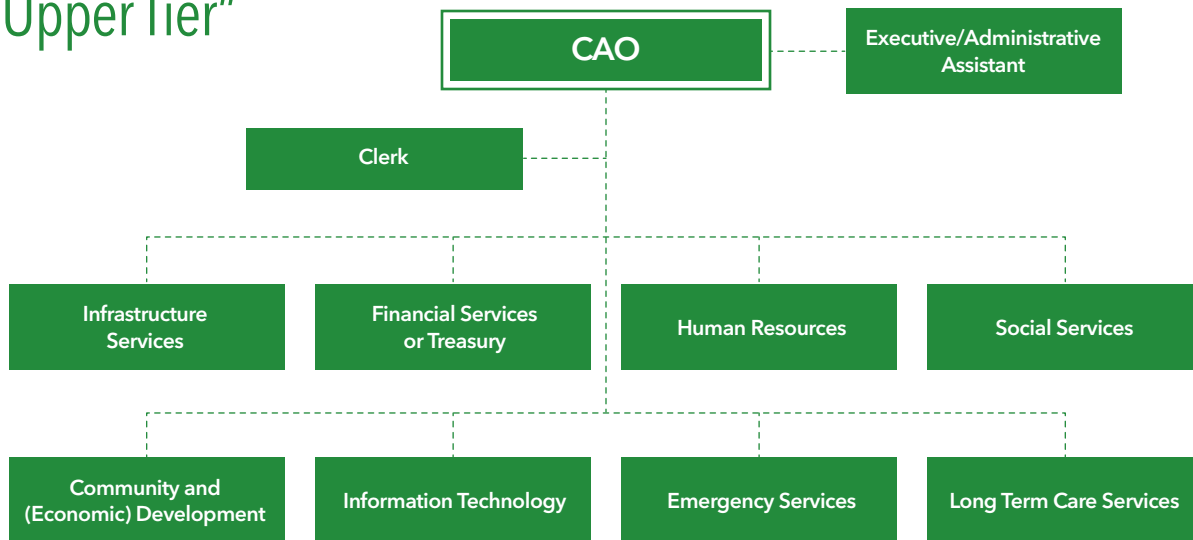 Upper Tier”
CAO
Executive/Administrative
Assistant
Clerk
Infrastructure
Services
Financial Services
or Treasury
Human Resources
Social Services
Community and
(Economic) Development
Information Technology
Emergency Services
Long Term Care Services